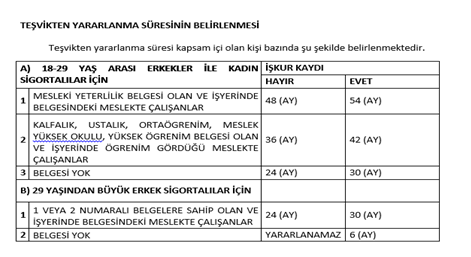 TEŞVİKTEN YARARLANMA SÜRESİNİN BELİRLENMESİ
Teşvikten yararlanma süresi kapsam içi olan kişi bazında şu şekilde belirlenmektedir.
A) 18-29 YAŞ ARASI ERKEKLER İLE KADIN SİGORTALILAR İÇİN
İŞKUR KAYDI
HAYIR EVET
1 MESLEKİ YETERLİLİK BELGESİ OLAN VE İŞYERİNDE
BELGESİNDEKİ MESLEKTE ÇALIŞANLAR
48 (AY) 54 (AY)
KALFALIK, USTALIK, ORTAÖĞRENİM, MESLEK
2 YÜKSEK OKULU, YÜKSEK ÖGRENİM BELGESİ OLAN
VE İŞYERİNDE ÖGRENİM GÖRDÜĞÜ MESLEKTE
ÇALIŞANLAR
36 (AY) 42 (AY)
3 BELGESİ YOK 24 (AY) 30 (AY)
B) 29 YAŞINDAN BÜYÜK ERKEK SİGORTALILAR İÇİN
1 1 VEYA 2 NUMARALI BELGELERE SAHİP OLAN VE
İŞYERİNDE BELGESİNDEKİ MESLEKTE ÇALIŞANLAR
24 (AY) 30 (AY)
2 BELGESİ YOK YARARLANAMAZ 6 (AY)